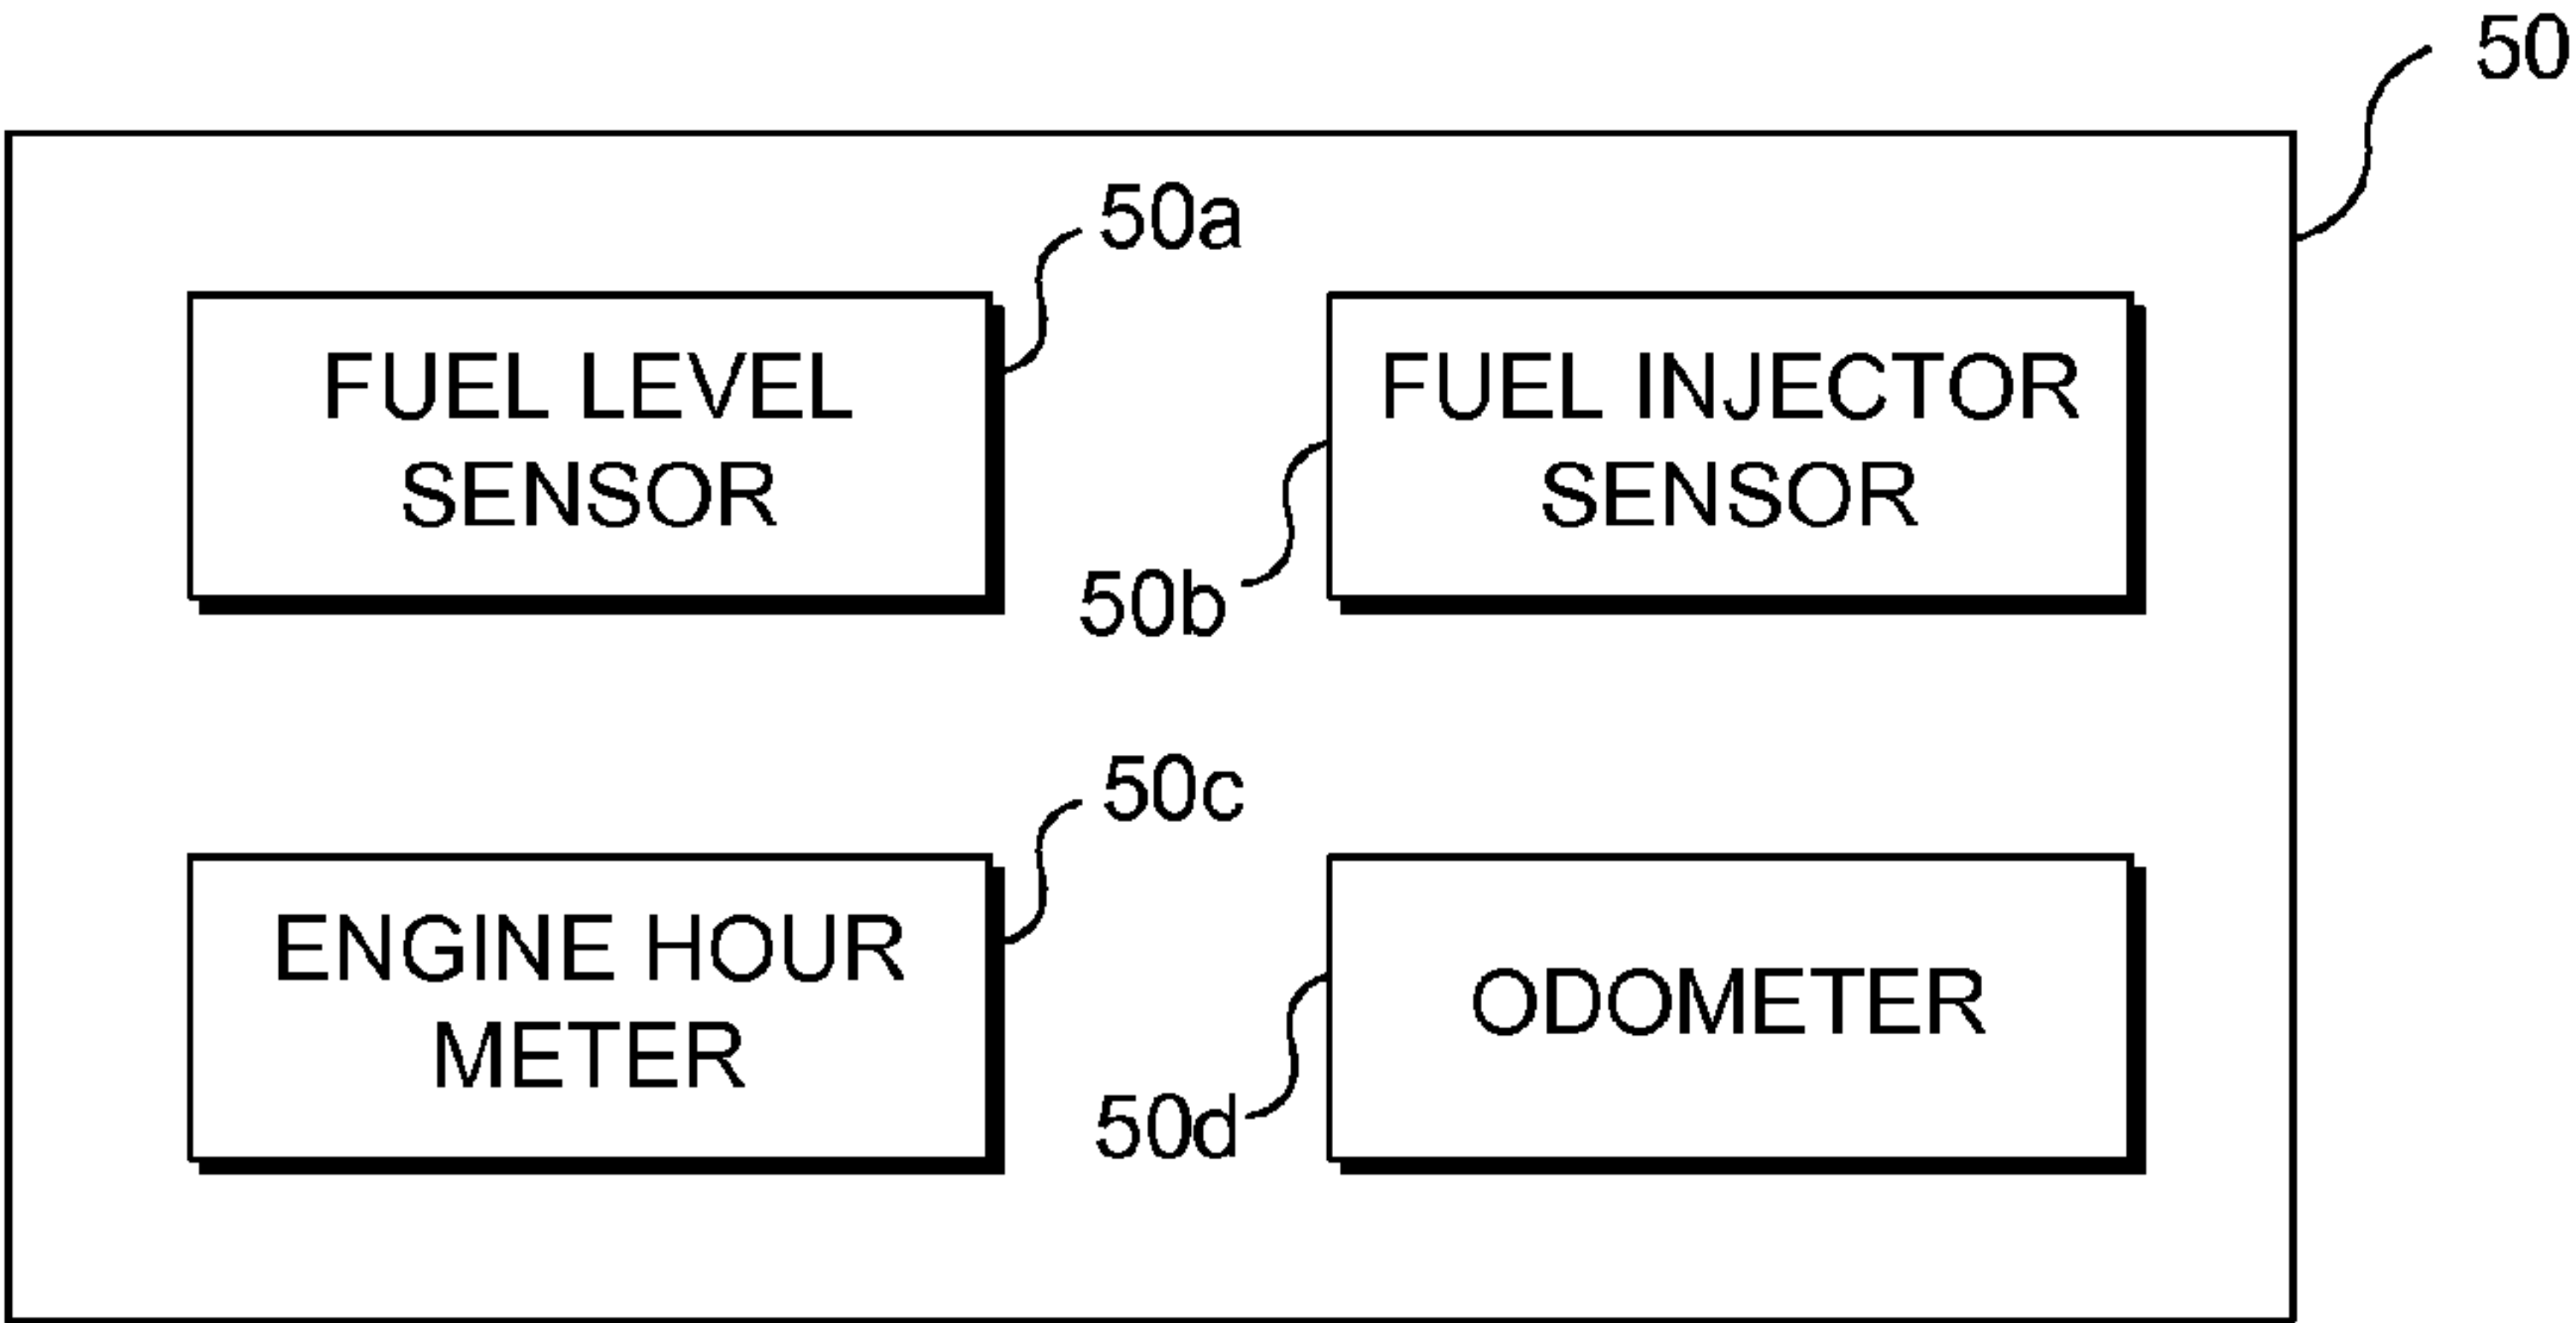 50
50a
FUEL LEVEL
SENSOR
FUEL INJECTOR
SENSOR
50b
50c
ENGINE HOUR
METER
ODOMETER
50d